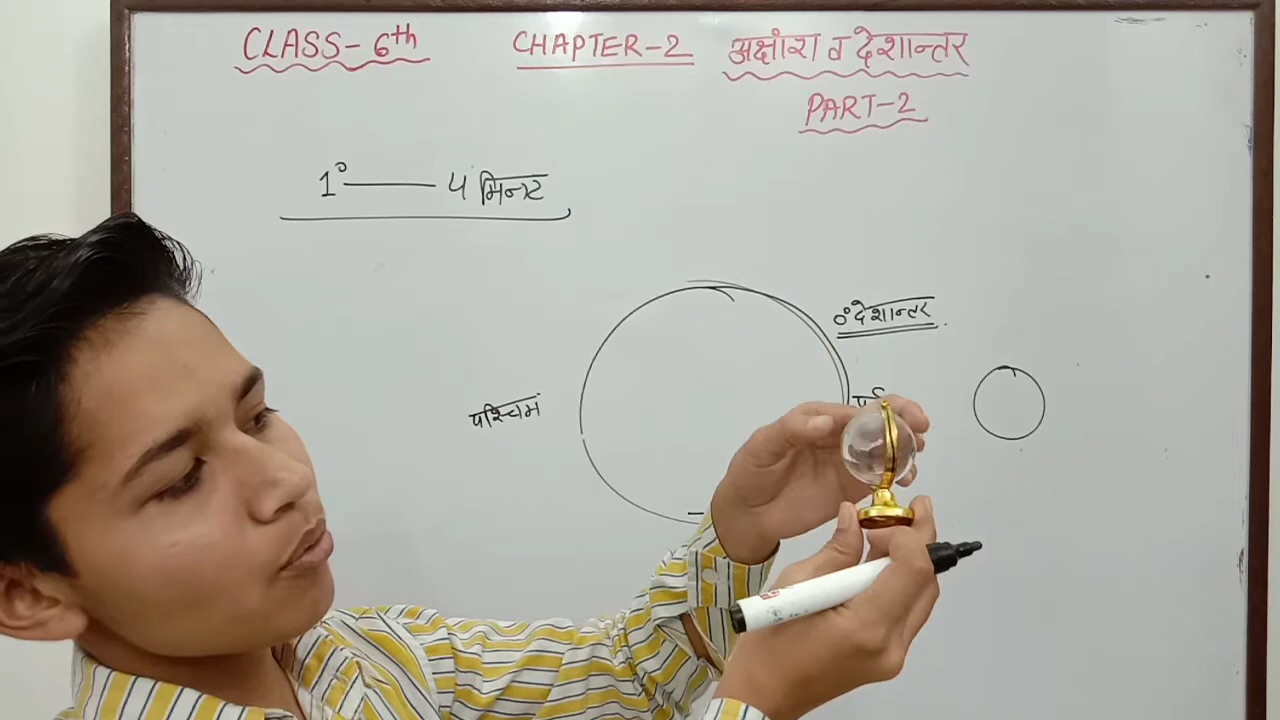 CLASS-6th CHAPTER-2 अक्षांश व देशान्तर
PART-2
1° — 4 मिनट
0° देशान्तर
पश्चिम